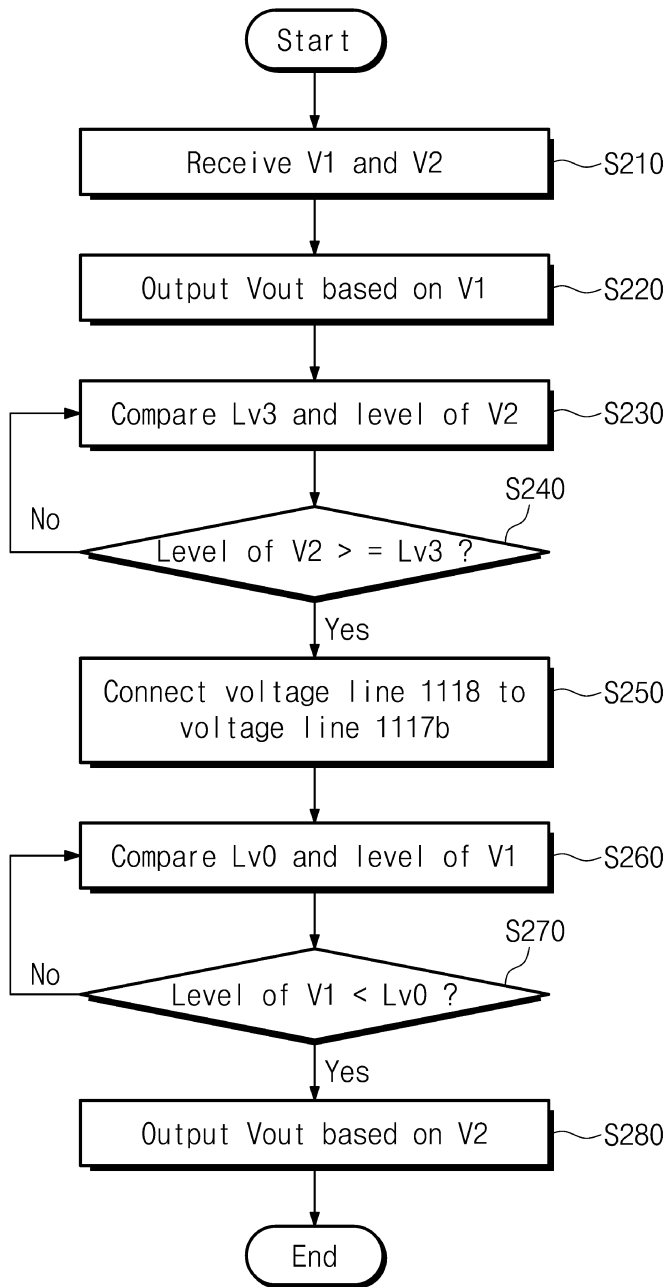 Start
Receive V1 and V2
S210
Output Vout based on V1
S220
Compare Lv3 and level of V2
S230
S240
No
Level of V2 > = Lv3 ?
Yes
Connect voltage line 1118 to
voltage line 1117b
S250
Compare Lv0 and level of V1
S260
S270
No
Level of V1 < Lv0 ?
Yes
Output Vout based on V2
S280
End